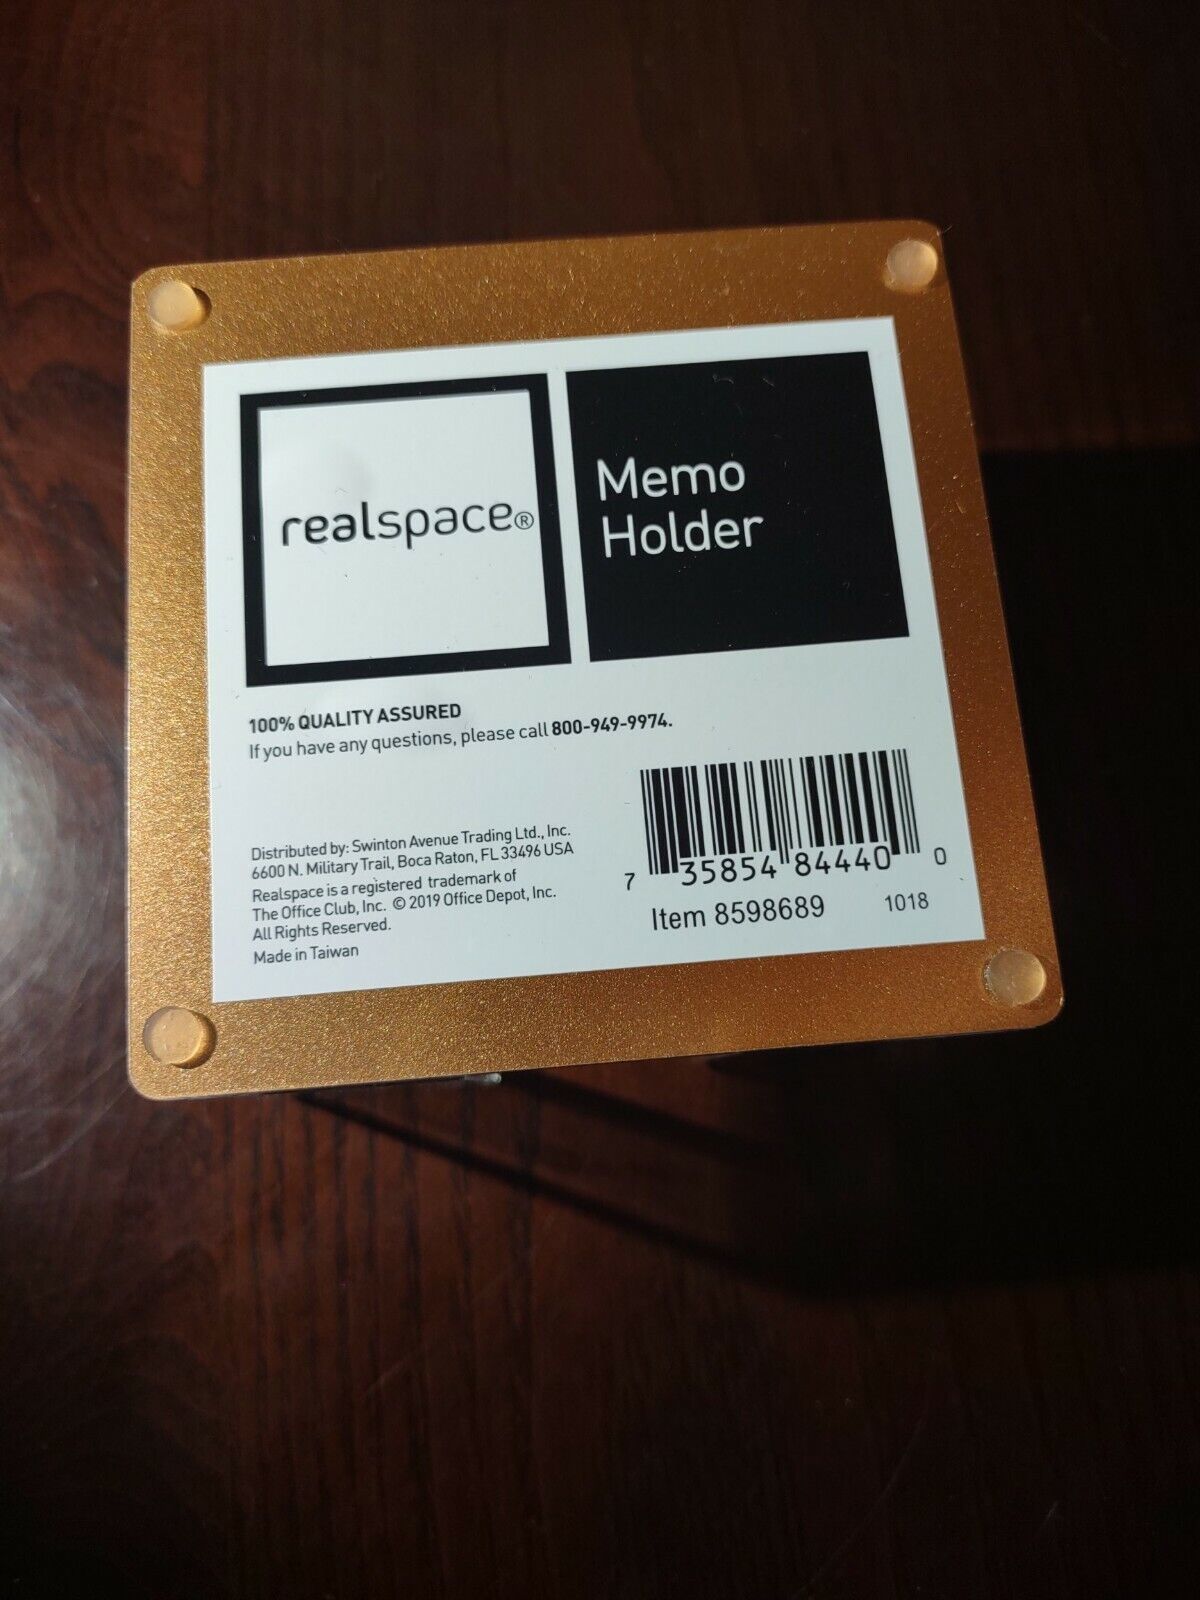 realspace®
Memo
Holder
100% QUALITY ASSURED
If you have any questions, please call 800-949-9974.
Distributed by: Swinton Avenue Trading Ltd., Inc.
6600 N. Military Trail, Boca Raton, FL 33496 USA
Realspace is a registered trademark of
The Office Club, Inc. © 2019 Office Depot, Inc.
All Rights Reserved.
Made in Taiwan
7 35854 84440 0
Item 8598689 1018